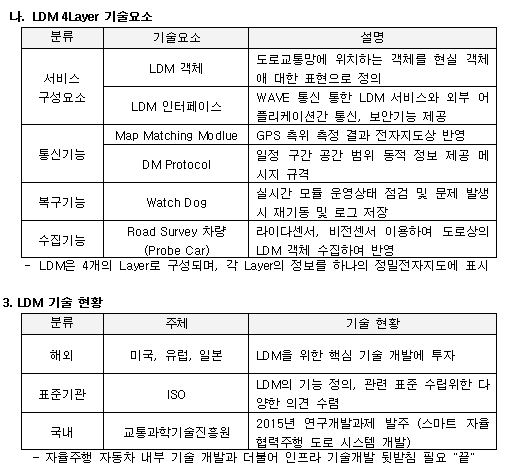 나. LDM 4Layer 기술요소
분류 기술요소 설명
서비스 구성요소 LDM 객체 도로교통망에 위치하는 객체를 현실 객체
애 대한 표현으로 정의
LDM 인터페이스 WAVE 통신 통한 LDM 서비스와 외부 어
플리케이션간 통신, 보안기능 제공
통신기능 Map Matching Modlue GPS 측위 측정 결과 전자지도상 반영
DM Protocol 일정 구간 공간 범위 동적 정보 제공 메
시지 규격
복구기능 Watch Dog 실시간 모듈 운영상태 점검 및 문제 발생
시 재기동 및 로그 저장
수집기능 Road Survey 차량 라이다센서, 비전센서 이용하여 도로상의
(Probe Car) LDM 객체 수집하여 반영
- LDM은 4개의 Layer로 구성되며, 각 Layer의 정보를 하나의 정밀전자지도에 표시
3. LDM 기술 현황
분류 주체 기술 현황
해외 미국, 유럽, 일본 LDM을 위한 핵심 기술 개발에 투자
표준기관 ISO LDM의 기능 정의, 관련 표준 수립위한 다
양한 의견 수렴
국내 교통과학기술진흥원 2015년 연구개발과제 발주 (스마트 자율
협력주행 도로 시스템 개발)
- 자율주행 자동차 내부 기술 개발과 더불어 인프라 기술개발 뒷받침 필요 "끝"